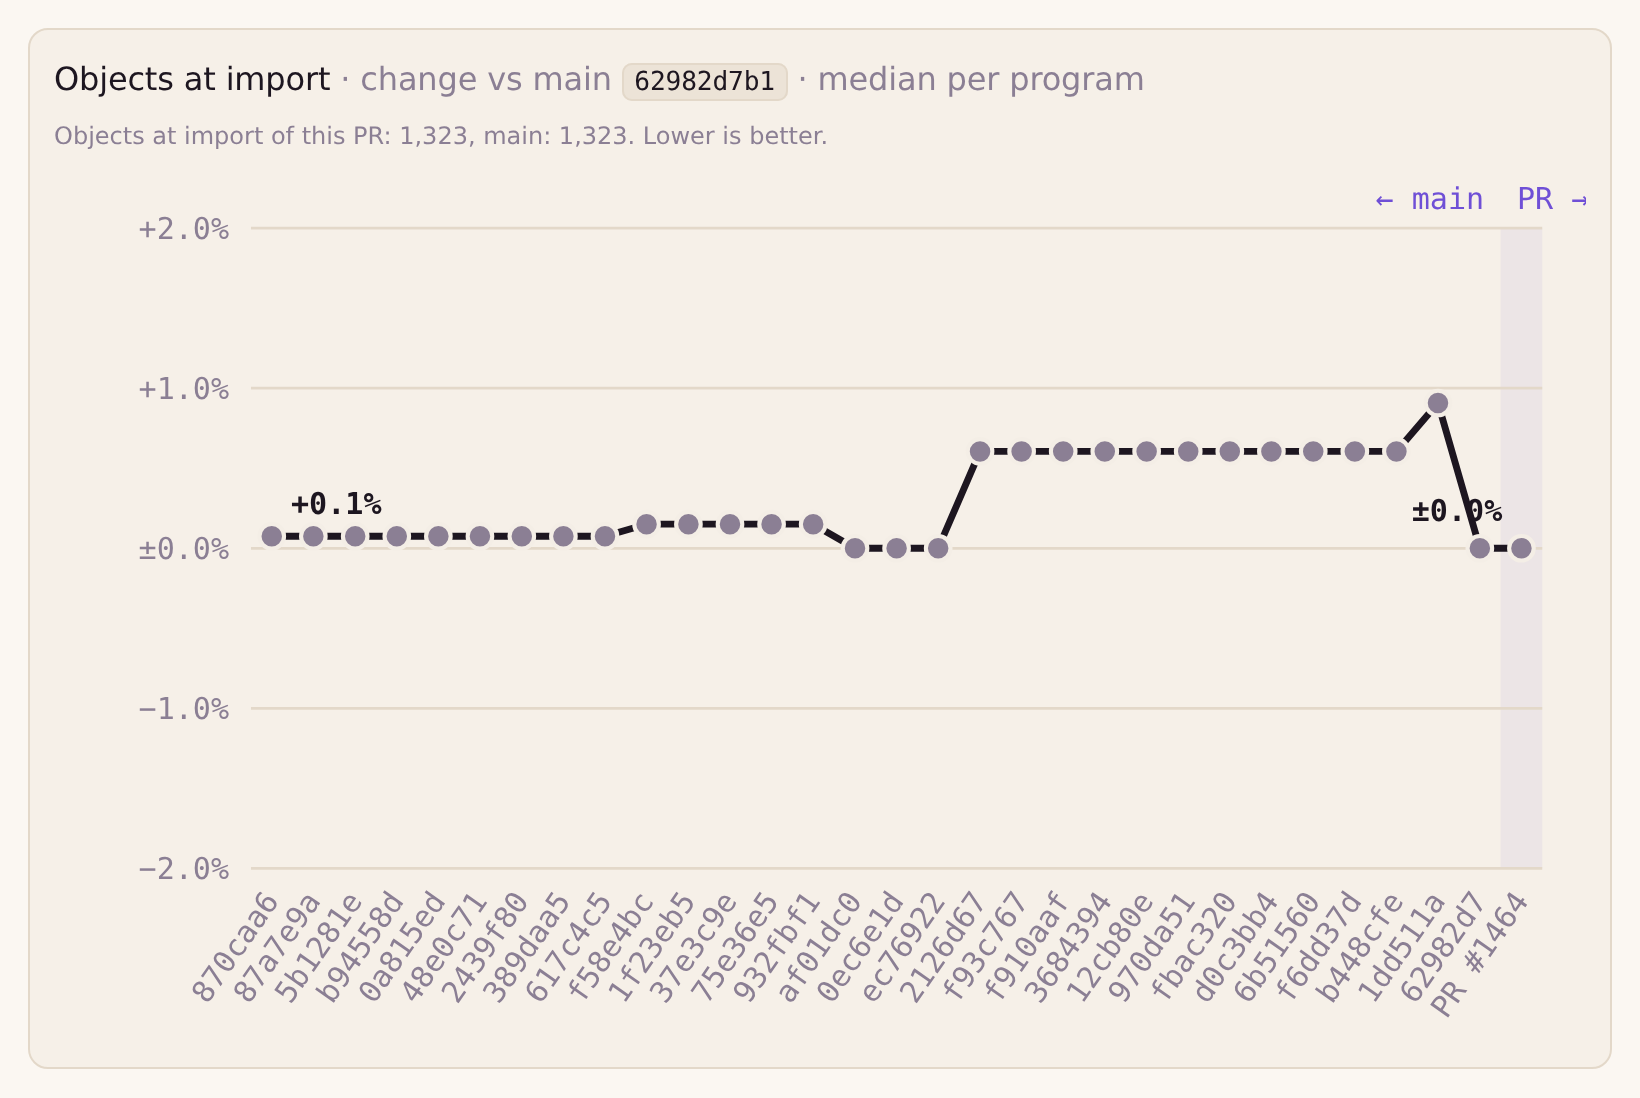 Objects at import · change vs main 62982d7b1 · median per program
Objects at import of this PR: 1,323, main: 1,323. Lower is better.
← main PR →
+2.0%
+1.0%
±0.0%
−1.0%
−2.0%
+0.1%
±0.0%
870caa6
87a7e9a
5b1281e
b94558d
0a815ed
48e0c71
2439f80
389daa5
617c4c5
f58e4bc
1f23eb5
37e3c9e
75e36e5
932fbf1
af01dc0
0ec6e1d
ec76922
2126d67
f93c767
f910aaf
3684394
12cb80e
970da51
fbac320
d0c3bb4
6b51560
f6dd37d
b448cfe
1dd511a
62982d7
PR #1464